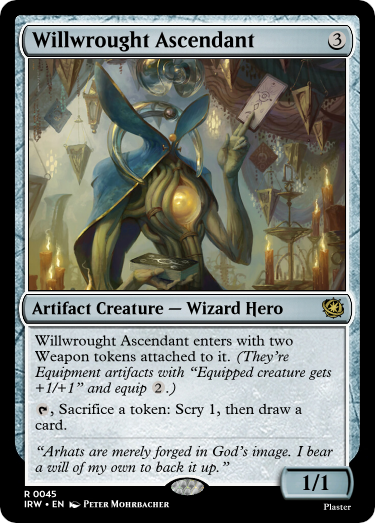 Willwrought Ascendant 3
Artifact Creature — Wizard Hero
Willwrought Ascendant enters with two
Weapon tokens attached to it. (They're
Equipment artifacts with “Equipped creature gets
+1/+1” and equip 2.)
, Sacrifice a token: Scry 1, then draw a
card.
“Arhats are merely forged in God's image. I bear
a will of my own to back it up.”
1/1
R 0045
IRW • EN Peter Mohrbacher
Plaster